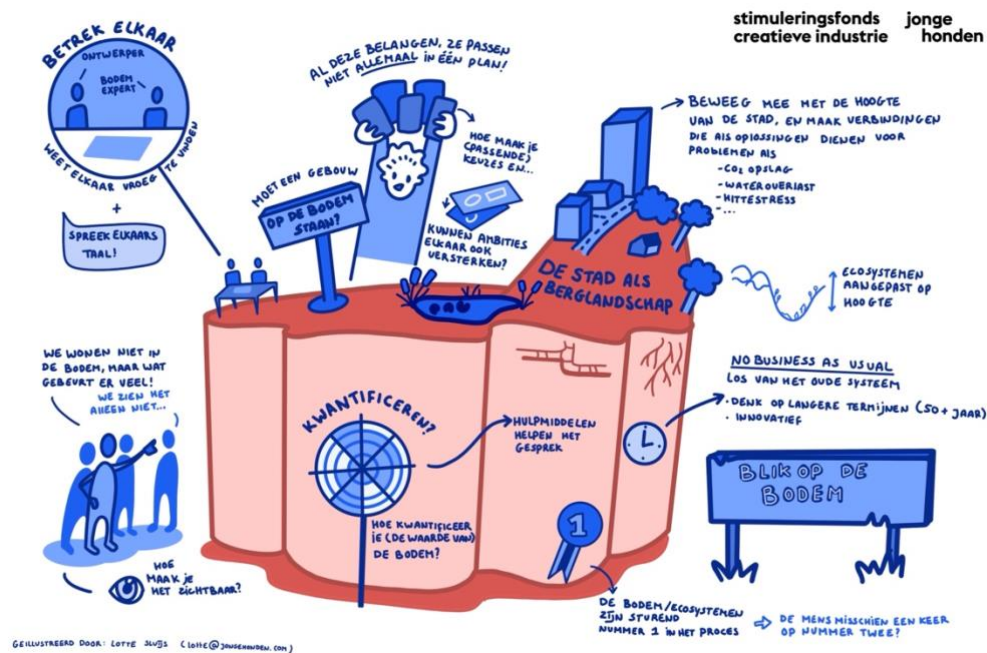 stimuleringsfonds
creatieve industrie
jonge
honden
BETREK ELKAAR
ONTWERPER
BODEM
EXPERT
WEET ELKAAR VROEG TE VINDEN
+
SPREEK ELKAARS
TAAL!
AL DEZE BELANGEN, ZE PASSEN
NIET ALLEMAAL IN ÉÉN PLAN!
HOE MAAK JE
(PASSENDE)
KEUZES EN...
KUNNEN AMBITIES
ELKAAR OOK
VERSTERKEN?
MOET EEN GEBOUW
OP DE BODEM
STAAN?
BEWEEG MEE MET DE HOOGTE
VAN DE STAD, EN MAAK VERBINDINGEN
DIE ALS OPLOSSINGEN DIENEN VOOR
PROBLEMEN ALS
-CO2 OPSLAG
-WATEROVERLAST
-HITTESTRESS
-...
DE STAD ALS
BERGLANDSCHAP
ECOSYSTEMEN
AANGEPAST OP
HOOGTE
WE WONEN NIET IN
DE BODEM, MAAR WAT
GEBEURT ER VEEL!
WE ZIEN HET
ALLEEN NIET...
HOE
MAAK JE
HET ZICHTBAAR?
KWANTIFICEREN?
HULPMIDDELEN
HELPEN HET
GESPREK
HOE KWANTIFICEER
JE (DE WAARDE VAN)
DE BODEM?
NO BUSINESS AS USUAL
LOS VAN HET OUDE SYSTEEM
· DENK OP LANGERE TERMIJNEN (50+ JAAR)
· INNOVATIEF
BLIK OP DE
BODEM
1
DE BODEM/ECOSYSTEMEN
ZIJN STUREND
NUMMER 1 IN HET PROCES
DE MENS MISSCHIEN EEN KEER
OP NUMMER TWEE?
GEÏLLUSTREERD DOOR: LOTTE SLUIJS (lotte@JONGEHONDEN.COM)